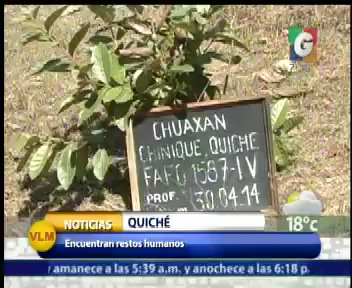 G
CHUAXAN
CHINIQUE, QUICHE
FAFG 1587-IV
PROF.
30.04.14
NOTICIAS QUICHÉ 18°c
VLM
Encuentran restos humanos
y amanece a las 5:39 a.m. y anochece a las 6:18 p.